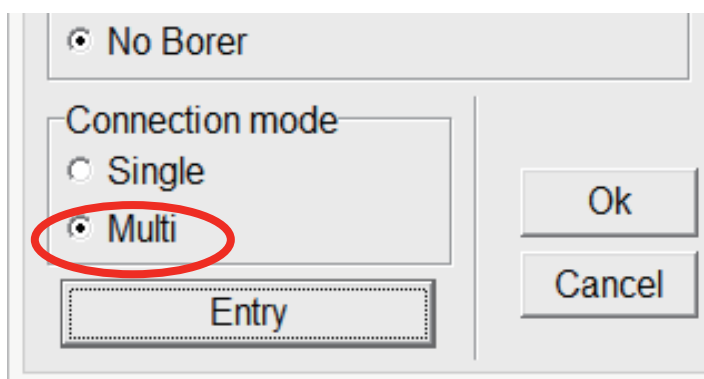 No Borer
Connection mode
Single
Multi
Entry
Ok
Cancel